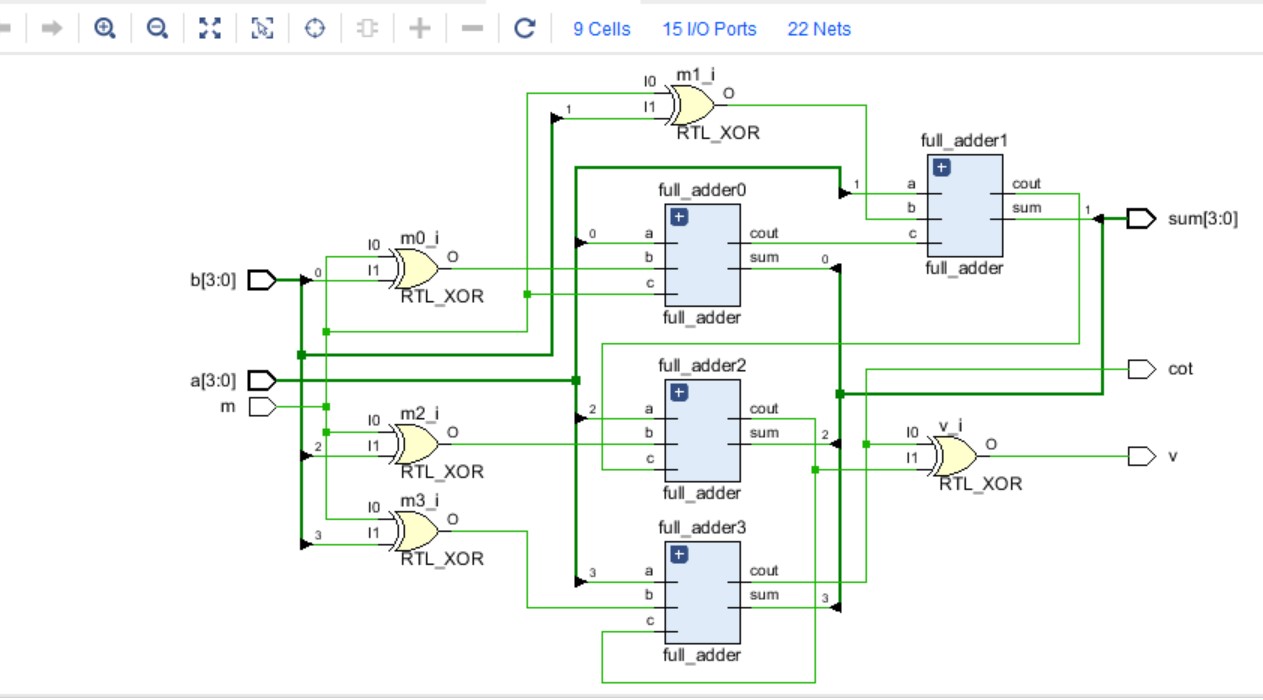 9 Cells 15 I/O Ports 22 Nets
m1_i
I0 O
1 I1
RTL_XOR
full_adder1
1 a cout
b sum 1 sum[3:0]
c
full_adder
full_adder0
0 a cout
b sum 0
c
full_adder
m0_i
I0 O
b[3:0] 0 I1
RTL_XOR
a[3:0]
m
cot
full_adder2
2 a cout
b sum 2
c
full_adder
m2_i
I0 O
2 I1
RTL_XOR
v_i
I0 O
I1 v
RTL_XOR
m3_i
I0 O
3 I1
RTL_XOR
full_adder3
3 a cout
b sum 3
c
full_adder